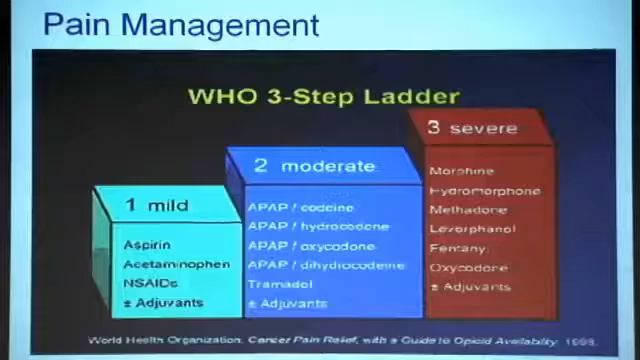 Pain Management
WHO 3-Step Ladder
1 mild
Aspirin
Acetaminophen
NSAIDs
± Adjuvants
2 moderate
APAP / codeine
APAP / hydrocodone
APAP / oxycodone
APAP / dihydrocodeine
Tramadol
± Adjuvants
3 severe
Morphine
Hydromorphone
Methadone
Levorphanol
Fentany
Oxycodone
± Adjuvants
World Health Organization. Cancer Pain Relief, with a Guide to Opioid Availability.